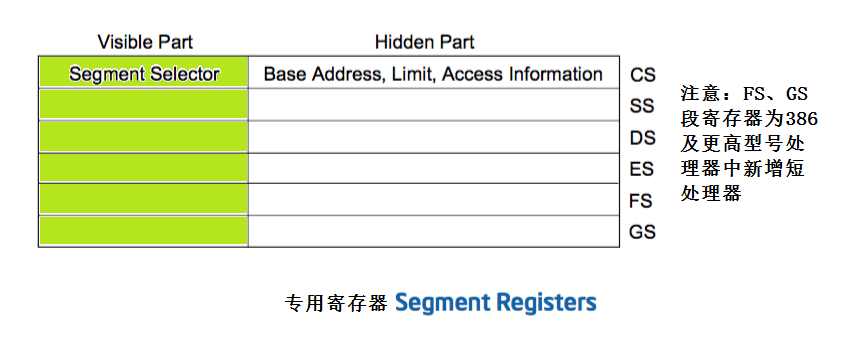 Visible Part Hidden Part
Segment Selector Base Address, Limit, Access Information CS
SS
DS
ES
FS
GS
注意：FS、GS
段寄存器为386
及更高型号处
理器中新增短
处理器
专用寄存器 Segment Registers